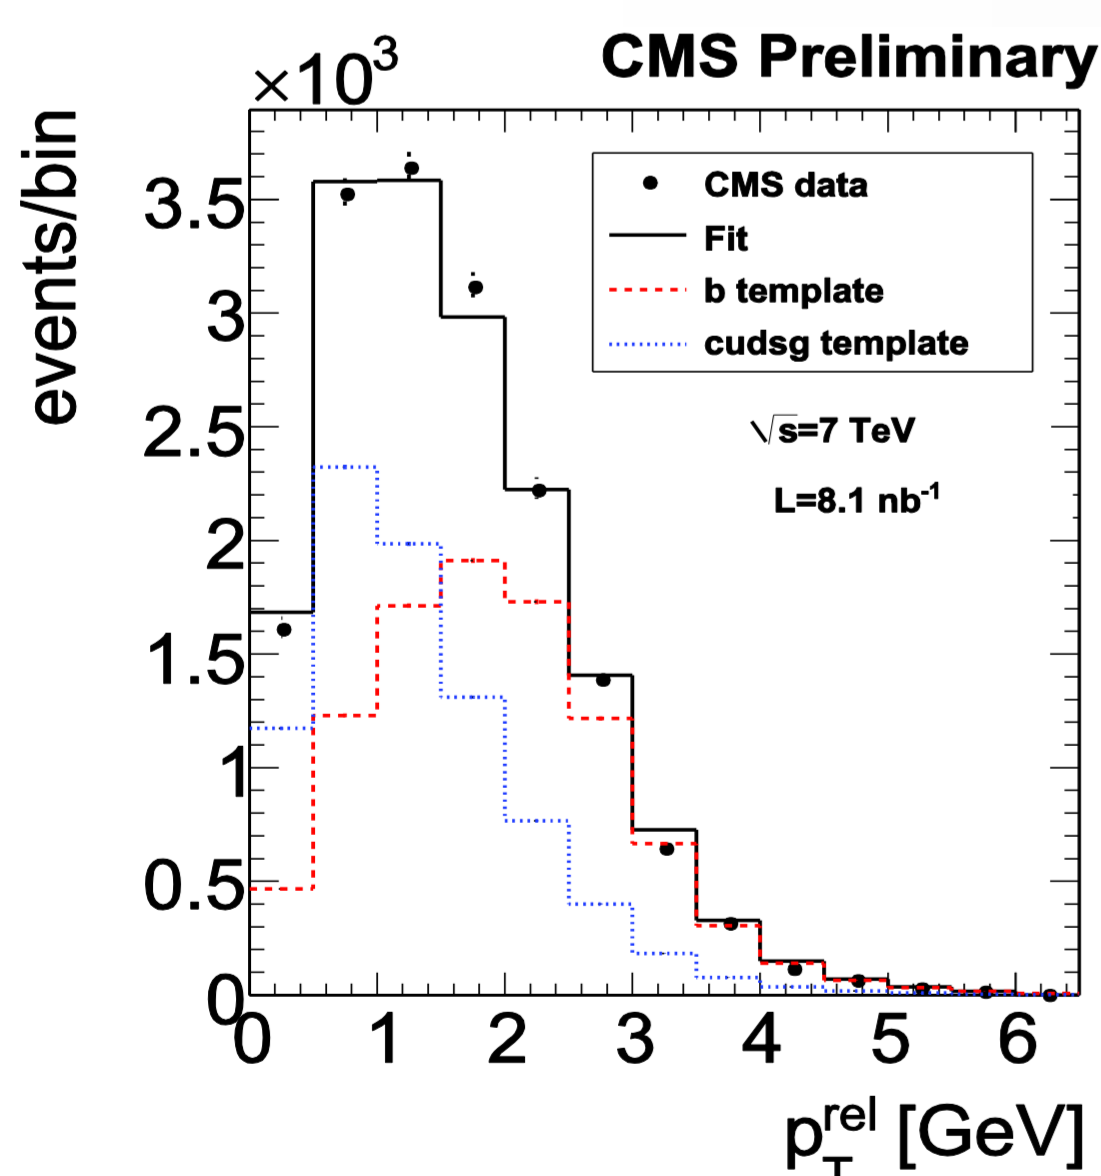 ×10³
CMS Preliminary
events/bin
3.5
3
2.5
2
1.5
1
0.5
0
CMS data
Fit
b template
cudsg template
√s=7 TeV
L=8.1 nb⁻¹
0 1 2 3 4 5 6
p_T^rel [GeV]